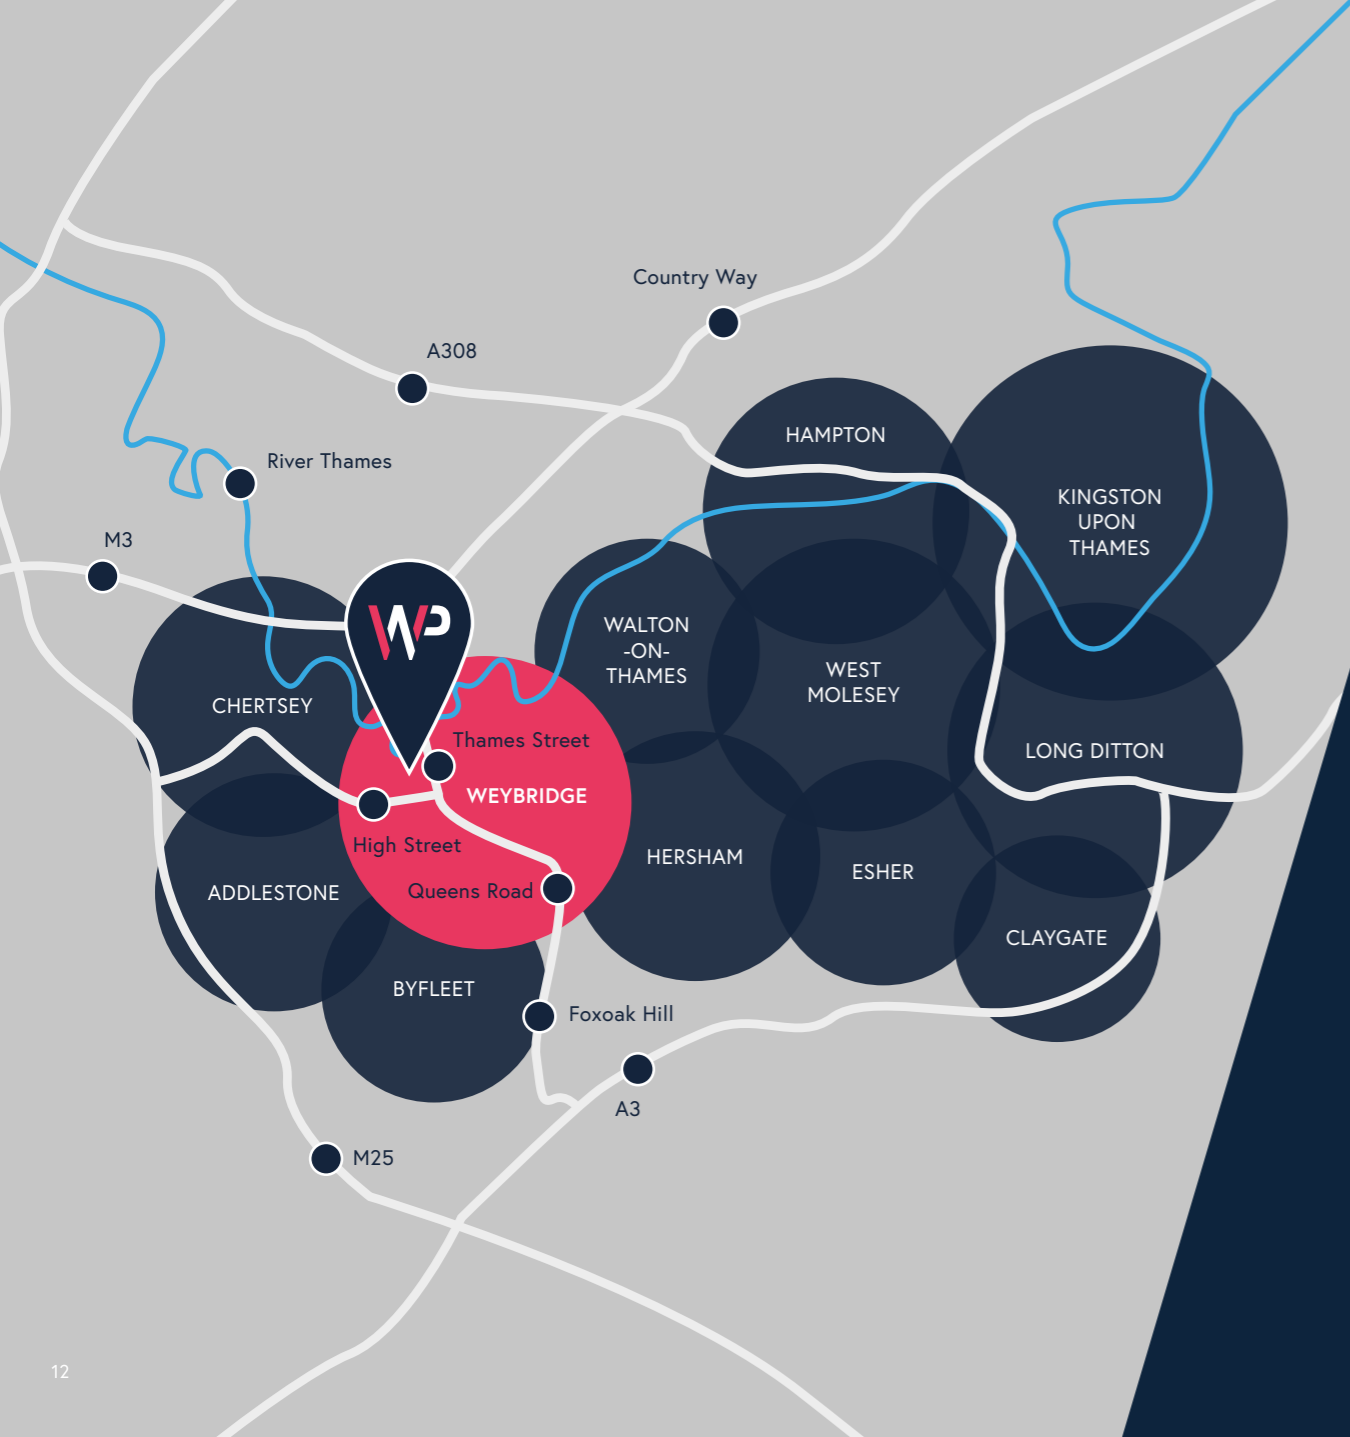 Country Way
A308
HAMPTON
River Thames
KINGSTON
UPON
THAMES
M3
WP
WALTON
-ON-
THAMES
WEST
MOLESEY
CHERTSEY
Thames Street
LONG DITTON
WEYBRIDGE
High Street
HERSHAM
ESHER
ADDLESTONE
Queens Road
CLAYGATE
BYFLEET
Foxoak Hill
A3
M25
12